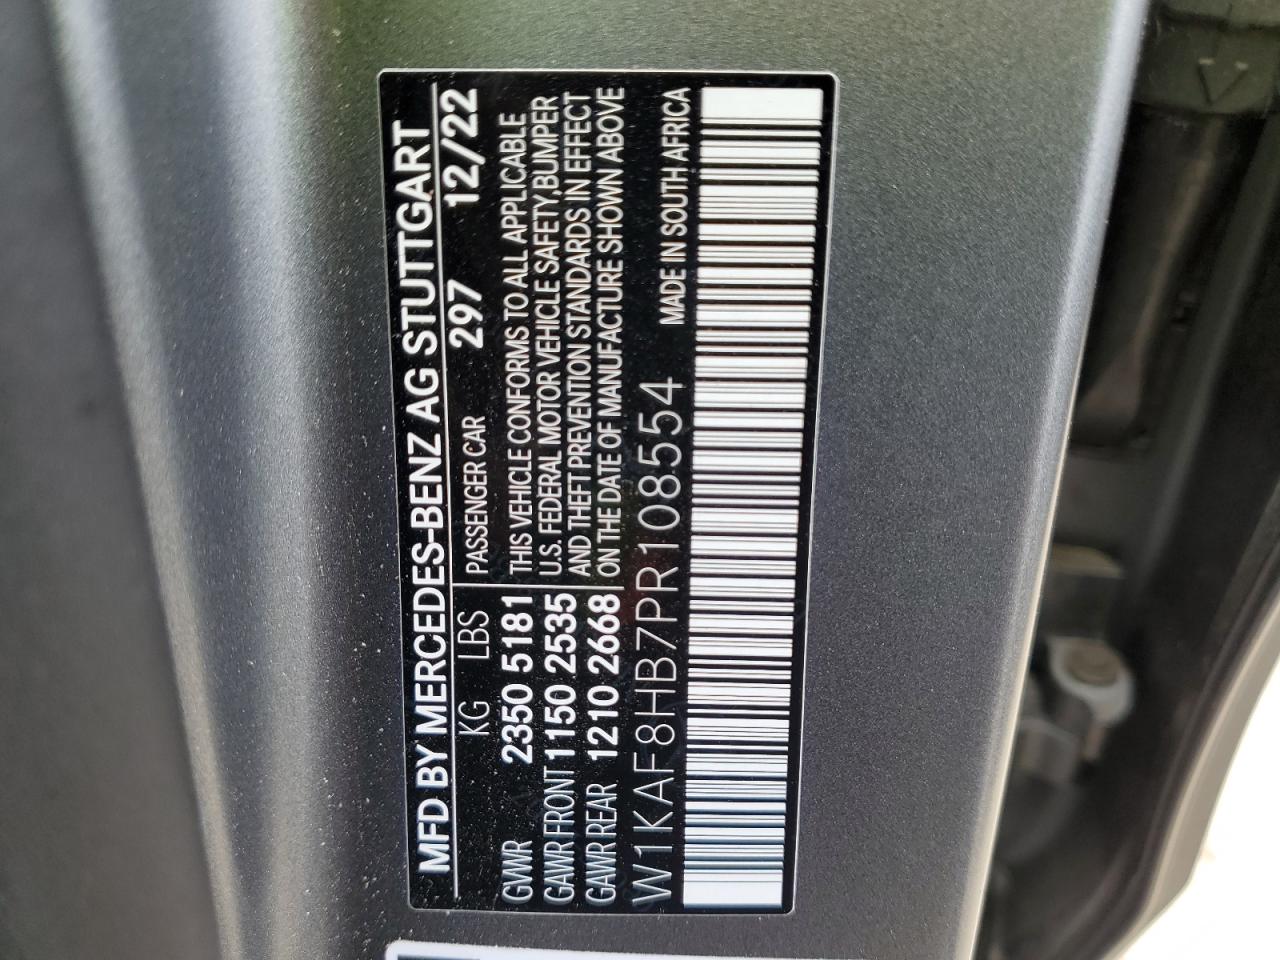 MFD BY MERCEDES-BENZ AG STUTTGART
KG LBS PASSENGER CAR 297 12/22
GVWR 2350 5181 THIS VEHICLE CONFORMS TO ALL APPLICABLE
U.S. FEDERAL MOTOR VEHICLE SAFETY, BUMPER
GAWR FRONT 1150 2535 AND THEFT PREVENTION STANDARDS IN EFFECT
GAWR REAR 1210 2668 ON THE DATE OF MANUFACTURE SHOWN ABOVE
W1KAF8HB7PR108554 MADE IN SOUTH AFRICA